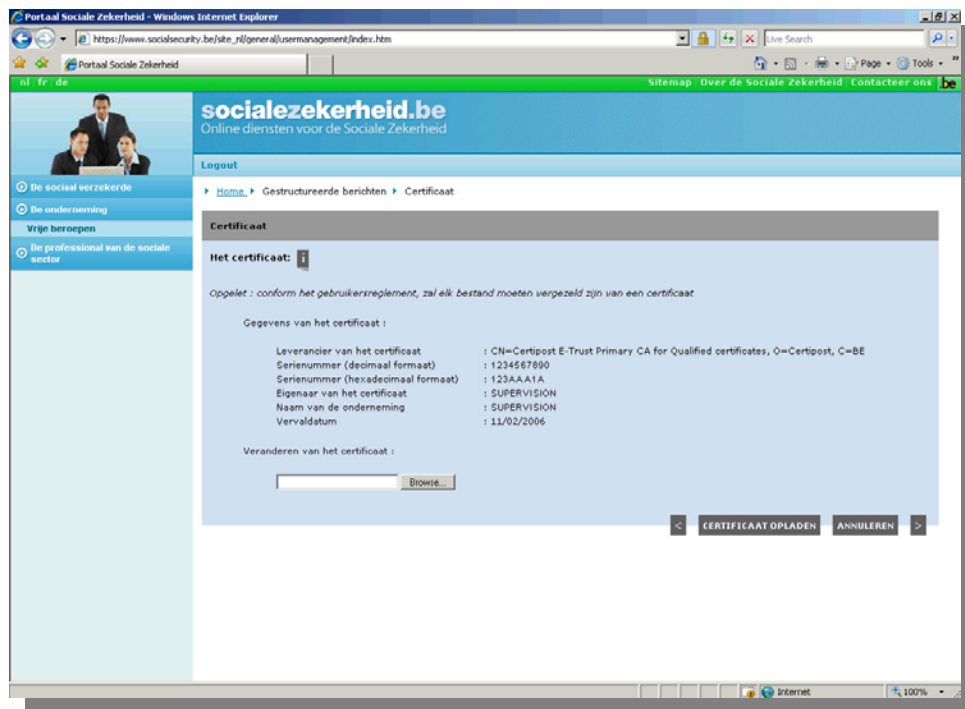 Portaal Sociale Zekerheid - Windows Internet Explorer
https://www.socialsecurity.be/site_nl/general/usermanagement/index.htm
Live Search
Portaal Sociale Zekerheid
Page
Tools
nl fr de
Sitemap Over de Sociale Zekerheid Contacteer ons .be
socialezekerheid.be
Online diensten voor de Sociale Zekerheid
Logout
De sociaal verzekerde
De onderneming
Vrije beroepen
De professional van de sociale
sector
Home Gestructureerde berichten Certificaat
Certificaat
Het certificaat: i
Opgelet : conform het gebruikersreglement, zal elk bestand moeten vergezeld zijn van een certificaat
Gegevens van het certificaat :
Leverancier van het certificaat : CN=Certipost E-Trust Primary CA for Qualified certificates, O=Certipost, C=BE
Serienummer (decimaal formaat) : 1234567890
Serienummer (hexadecimaal formaat) : 123AAA1A
Eigenaar van het certificaat : SUPERVISION
Naam van de onderneming : SUPERVISION
Vervaldatum : 11/02/2006
Veranderen van het certificaat :
Browse...
< CERTIFICAAT OPLADEN ANNULEREN >
Internet
100%